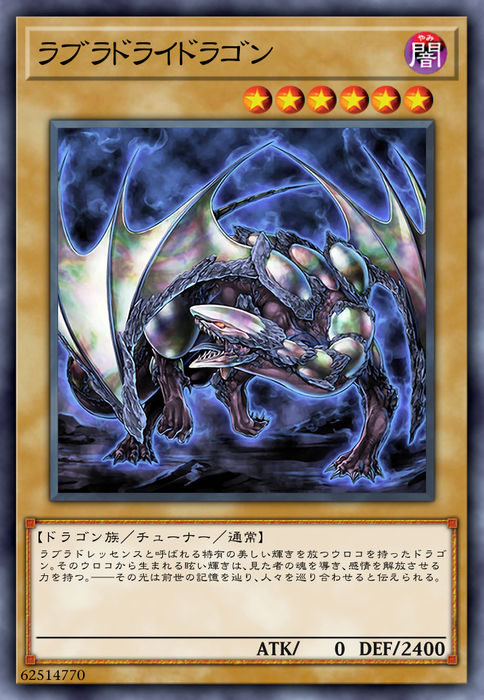 ラブラドライドラゴン
やみ
闇
【ドラゴン族／チューナー／通常】
ラブラドレッセンスと呼ばれる特有の美しい輝きを放つウロコを持ったドラゴ
ン。そのウロコから生まれる眩い輝きは、見た者の魂を導き、感情を解放させる
力を持つ。――その光は前世の記憶を辿り、人々を巡り合わせると伝えられる。
ATK/ 0 DEF/2400
62514770